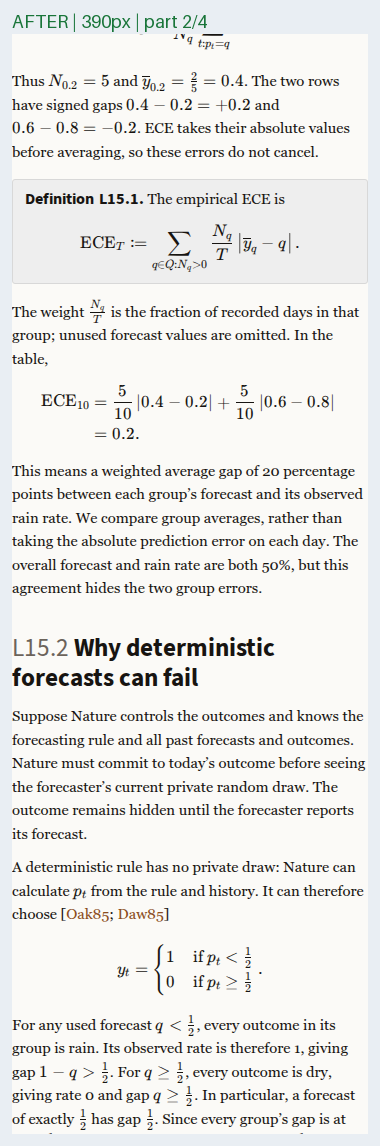 AFTER | 390px | part 2/4
N_q t:p_t=q
Thus N_{0.2} = 5 and ȳ_{0.2} = 2/5 = 0.4. The two rows
have signed gaps 0.4 − 0.2 = +0.2 and
0.6 − 0.8 = −0.2. ECE takes their absolute values
before averaging, so these errors do not cancel.
Definition L15.1. The empirical ECE is
ECE_T := ∑_{q∈Q:N_q>0} N_q/T |ȳ_q − q| .
The weight N_q/T is the fraction of recorded days in that
group; unused forecast values are omitted. In the
table,
ECE_{10} = 5/10 |0.4 − 0.2| + 5/10 |0.6 − 0.8|
= 0.2.
This means a weighted average gap of 20 percentage
points between each group’s forecast and its observed
rain rate. We compare group averages, rather than
taking the absolute prediction error on each day. The
overall forecast and rain rate are both 50%, but this
agreement hides the two group errors.
L15.2 Why deterministic
forecasts can fail
Suppose Nature controls the outcomes and knows the
forecasting rule and all past forecasts and outcomes.
Nature must commit to today’s outcome before seeing
the forecaster’s current private random draw. The
outcome remains hidden until the forecaster reports
its forecast.
A deterministic rule has no private draw: Nature can
calculate p_t from the rule and history. It can therefore
choose [Oak85; Daw85]
y_t = { 1 if p_t < 1/2
0 if p_t ≥ 1/2 .
For any used forecast q < 1/2, every outcome in its
group is rain. Its observed rate is therefore 1, giving
gap 1 − q > 1/2. For q ≥ 1/2, every outcome is dry,
giving rate 0 and gap q ≥ 1/2. In particular, a forecast
of exactly 1/2 has gap 1/2. Since every group’s gap is at